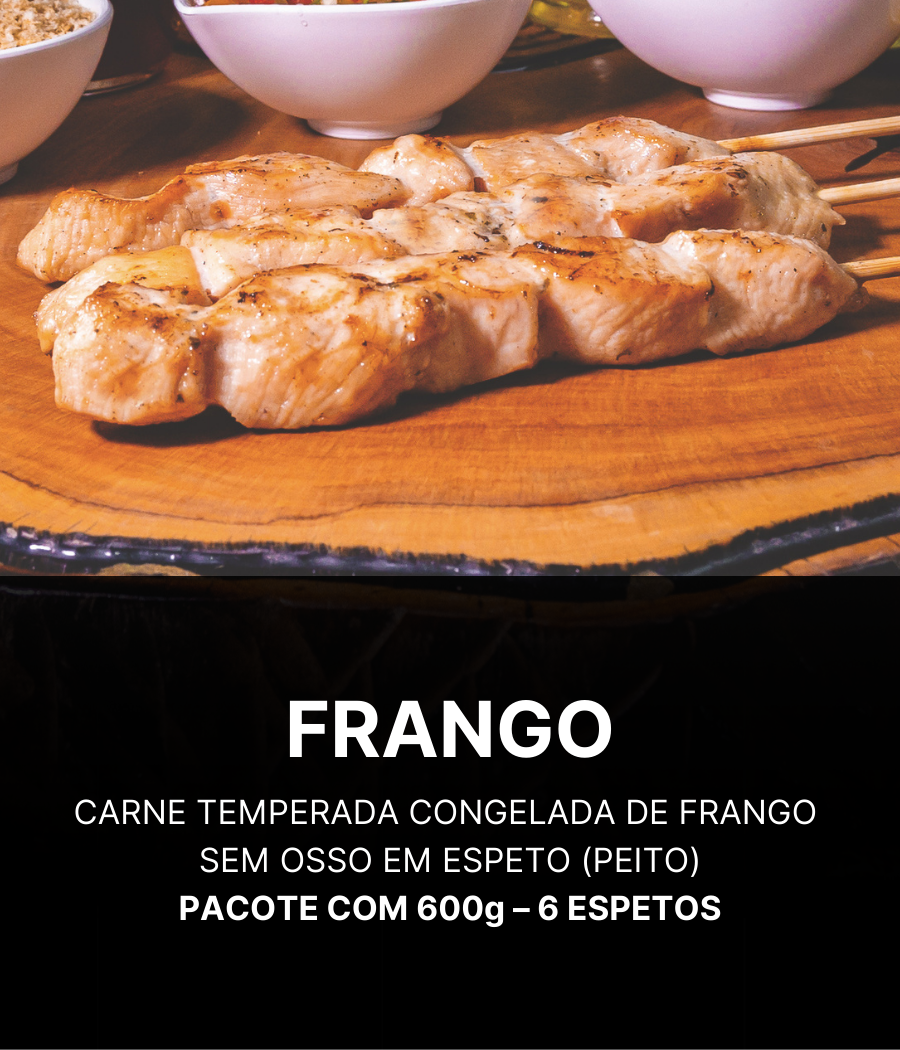 FRANGO
CARNE TEMPERADA CONGELADA DE FRANGO
SEM OSSO EM ESPETO (PEITO)
PACOTE COM 600g – 6 ESPETOS